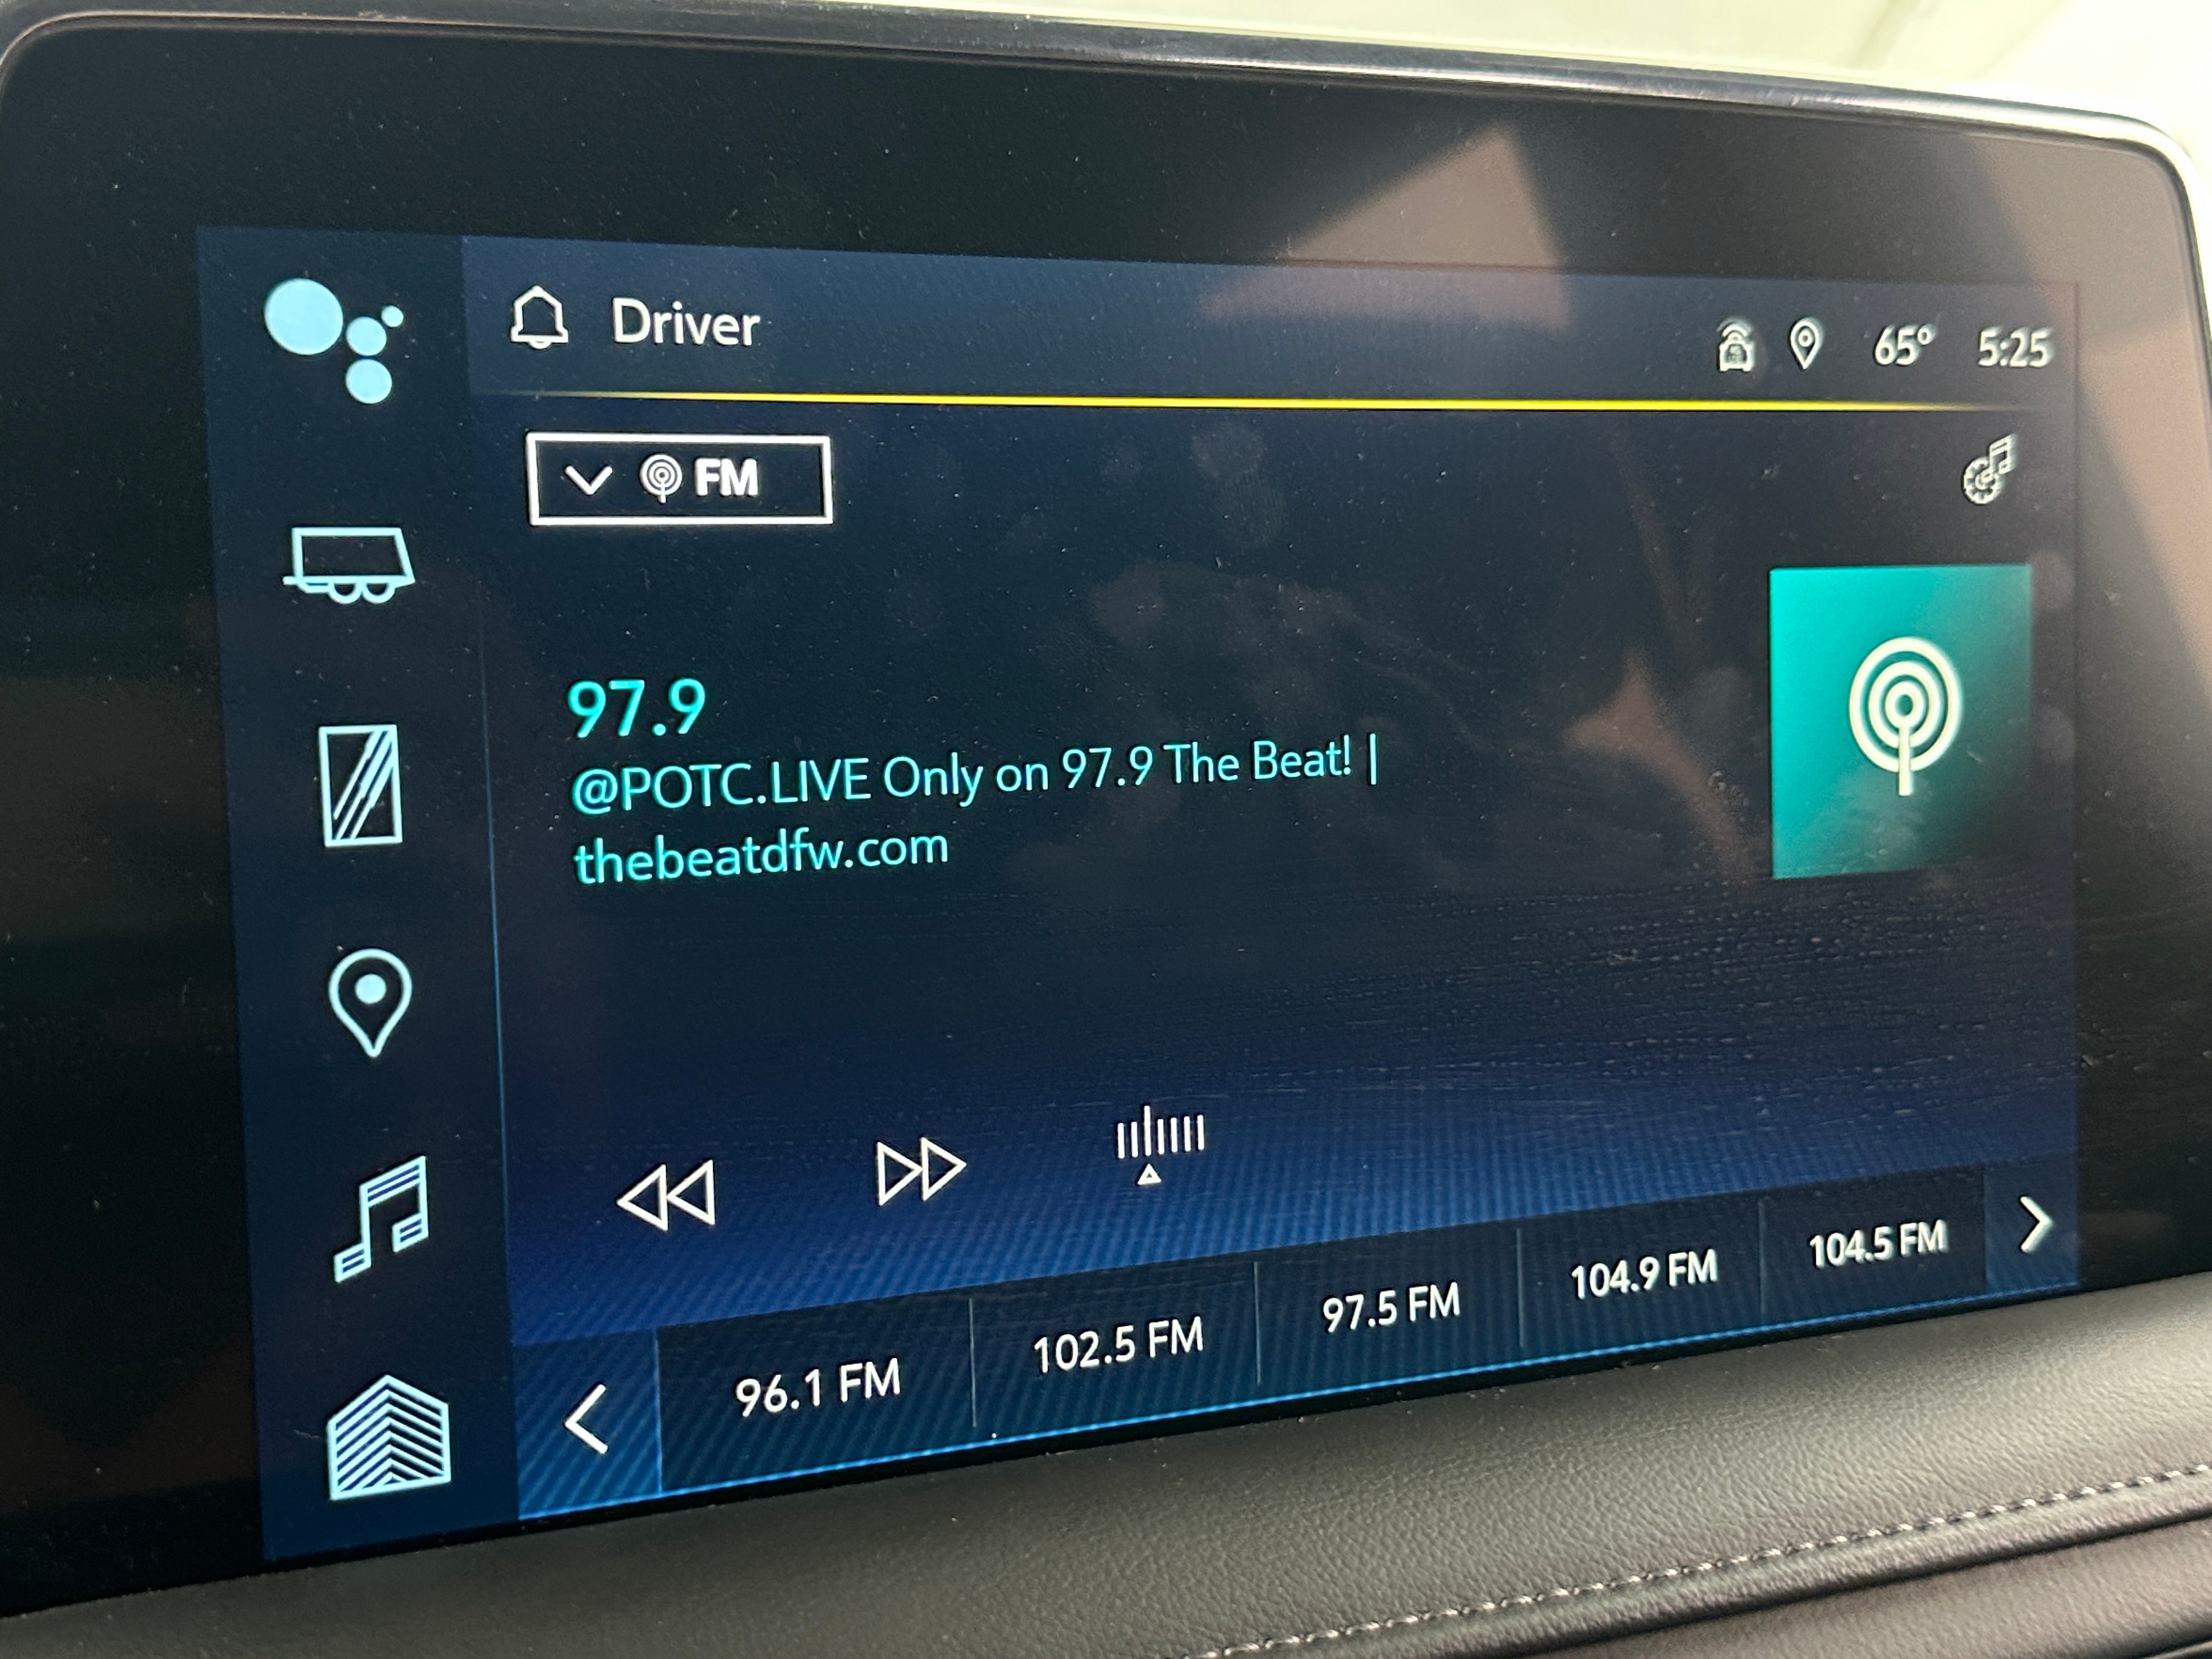 Driver
65° 5:25
FM
97.9
@POTC.LIVE Only on 97.9 The Beat! |
thebeatdfw.com
96.1 FM
102.5 FM
97.5 FM
104.9 FM
104.5 FM